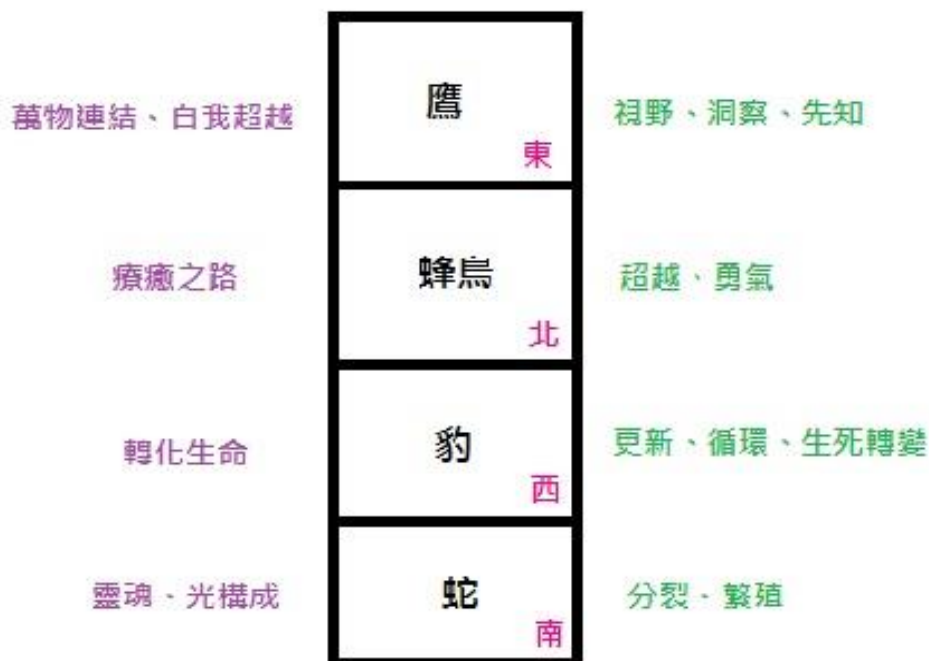 萬物連結、白我超越
鷹
東
視野、洞察、先知
療癒之路
蜂鳥
北
超越、勇氣
轉化生命
豹
西
更新、循環、生死轉變
靈魂、光構成
蛇
南
分裂、繁殖